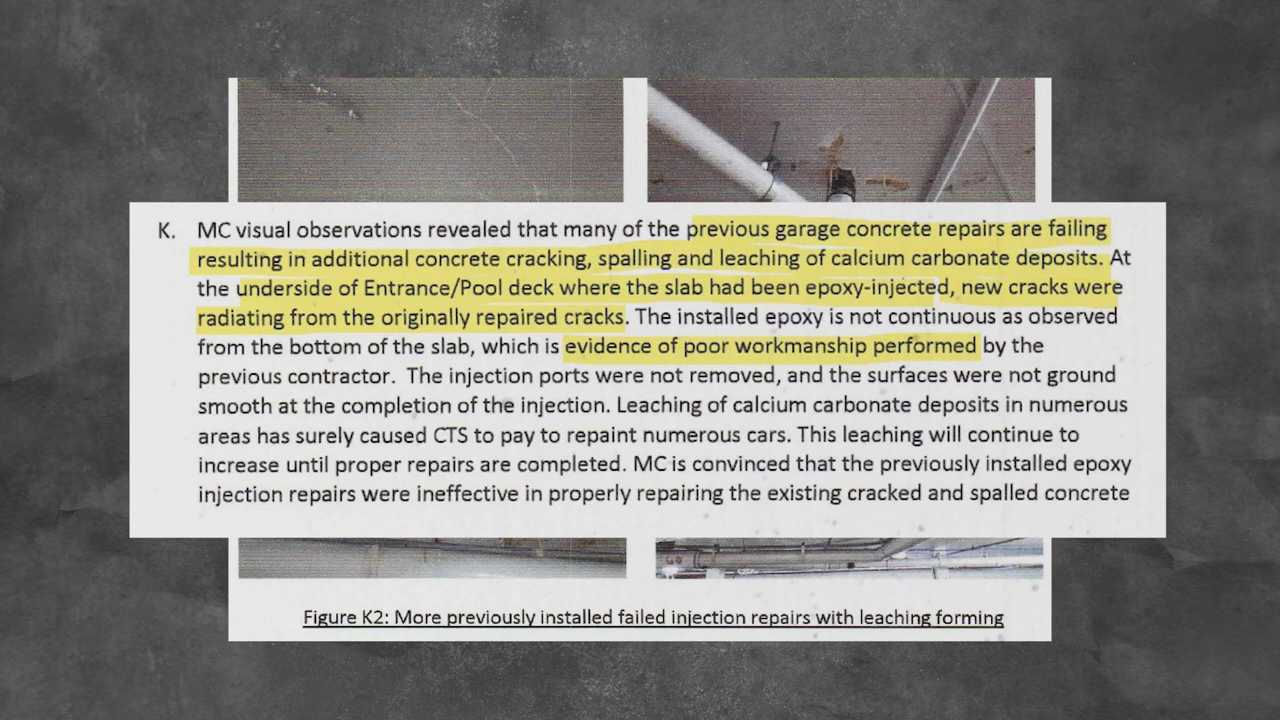 K. MC visual observations revealed that many of the previous garage concrete repairs are failing
resulting in additional concrete cracking, spalling and leaching of calcium carbonate deposits. At
the underside of Entrance/Pool deck where the slab had been epoxy-injected, new cracks were
radiating from the originally repaired cracks. The installed epoxy is not continuous as observed
from the bottom of the slab, which is evidence of poor workmanship performed by the
previous contractor. The injection ports were not removed, and the surfaces were not ground
smooth at the completion of the injection. Leaching of calcium carbonate deposits in numerous
areas has surely caused CTS to pay to repaint numerous cars. This leaching will continue to
increase until proper repairs are completed. MC is convinced that the previously installed epoxy
injection repairs were ineffective in properly repairing the existing cracked and spalled concrete
Figure K2: More previously installed failed injection repairs with leaching forming